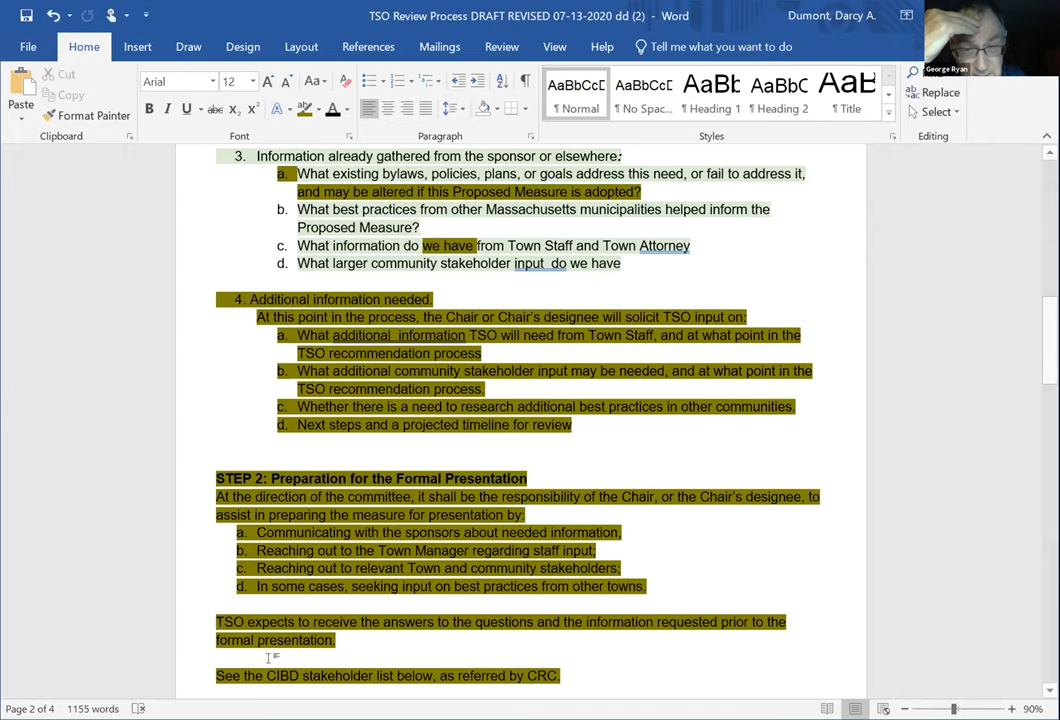 TSO Review Process DRAFT REVISED 07-13-2020 dd (2) - Word
Dumont, Darcy A.
George Ryan
File Home Insert Draw Design Layout References Mailings Review View Help Tell me what you want to do
Paste
Cut
Copy
Format Painter
Arial 12
Aa
B I U abc X2 X2 A A
AaBbCcD AaBbCcD AaBbC AaBbC AaBb
¶ Normal ¶ No Spac... Heading 1 Heading 2 Title
Replace
Select
Clipboard Font Paragraph Styles Editing
3. Information already gathered from the sponsor or elsewhere:
a. What existing bylaws, policies, plans, or goals address this need, or fail to address it,
and may be altered if this Proposed Measure is adopted?
b. What best practices from other Massachusetts municipalities helped inform the
Proposed Measure?
c. What information do we have from Town Staff and Town Attorney
d. What larger community stakeholder input do we have
4. Additional information needed.
At this point in the process, the Chair or Chair's designee will solicit TSO input on:
a. What additional information TSO will need from Town Staff, and at what point in the
TSO recommendation process
b. What additional community stakeholder input may be needed, and at what point in the
TSO recommendation process.
c. Whether there is a need to research additional best practices in other communities.
d. Next steps and a projected timeline for review
STEP 2: Preparation for the Formal Presentation
At the direction of the committee, it shall be the responsibility of the Chair, or the Chair's designee, to
assist in preparing the measure for presentation by:
a. Communicating with the sponsors about needed information,
b. Reaching out to the Town Manager regarding staff input;
c. Reaching out to relevant Town and community stakeholders;
d. In some cases, seeking input on best practices from other towns.
TSO expects to receive the answers to the questions and the information requested prior to the
formal presentation.
See the CIBD stakeholder list below, as referred by CRC.
Page 2 of 4 1155 words 90%